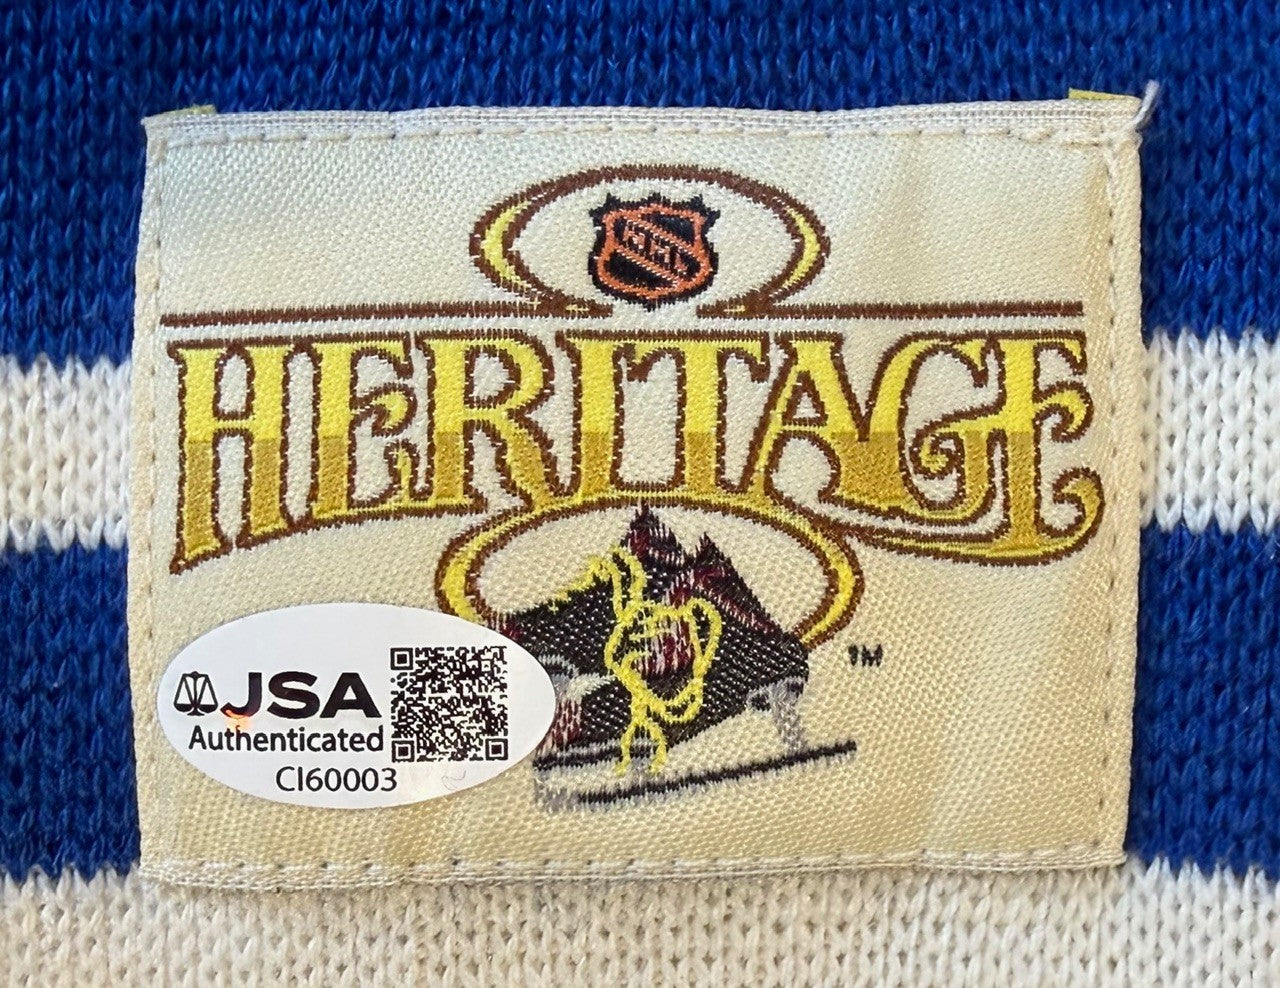 NHL
HERITAGE
TM
JSA
Authenticated
CI60003